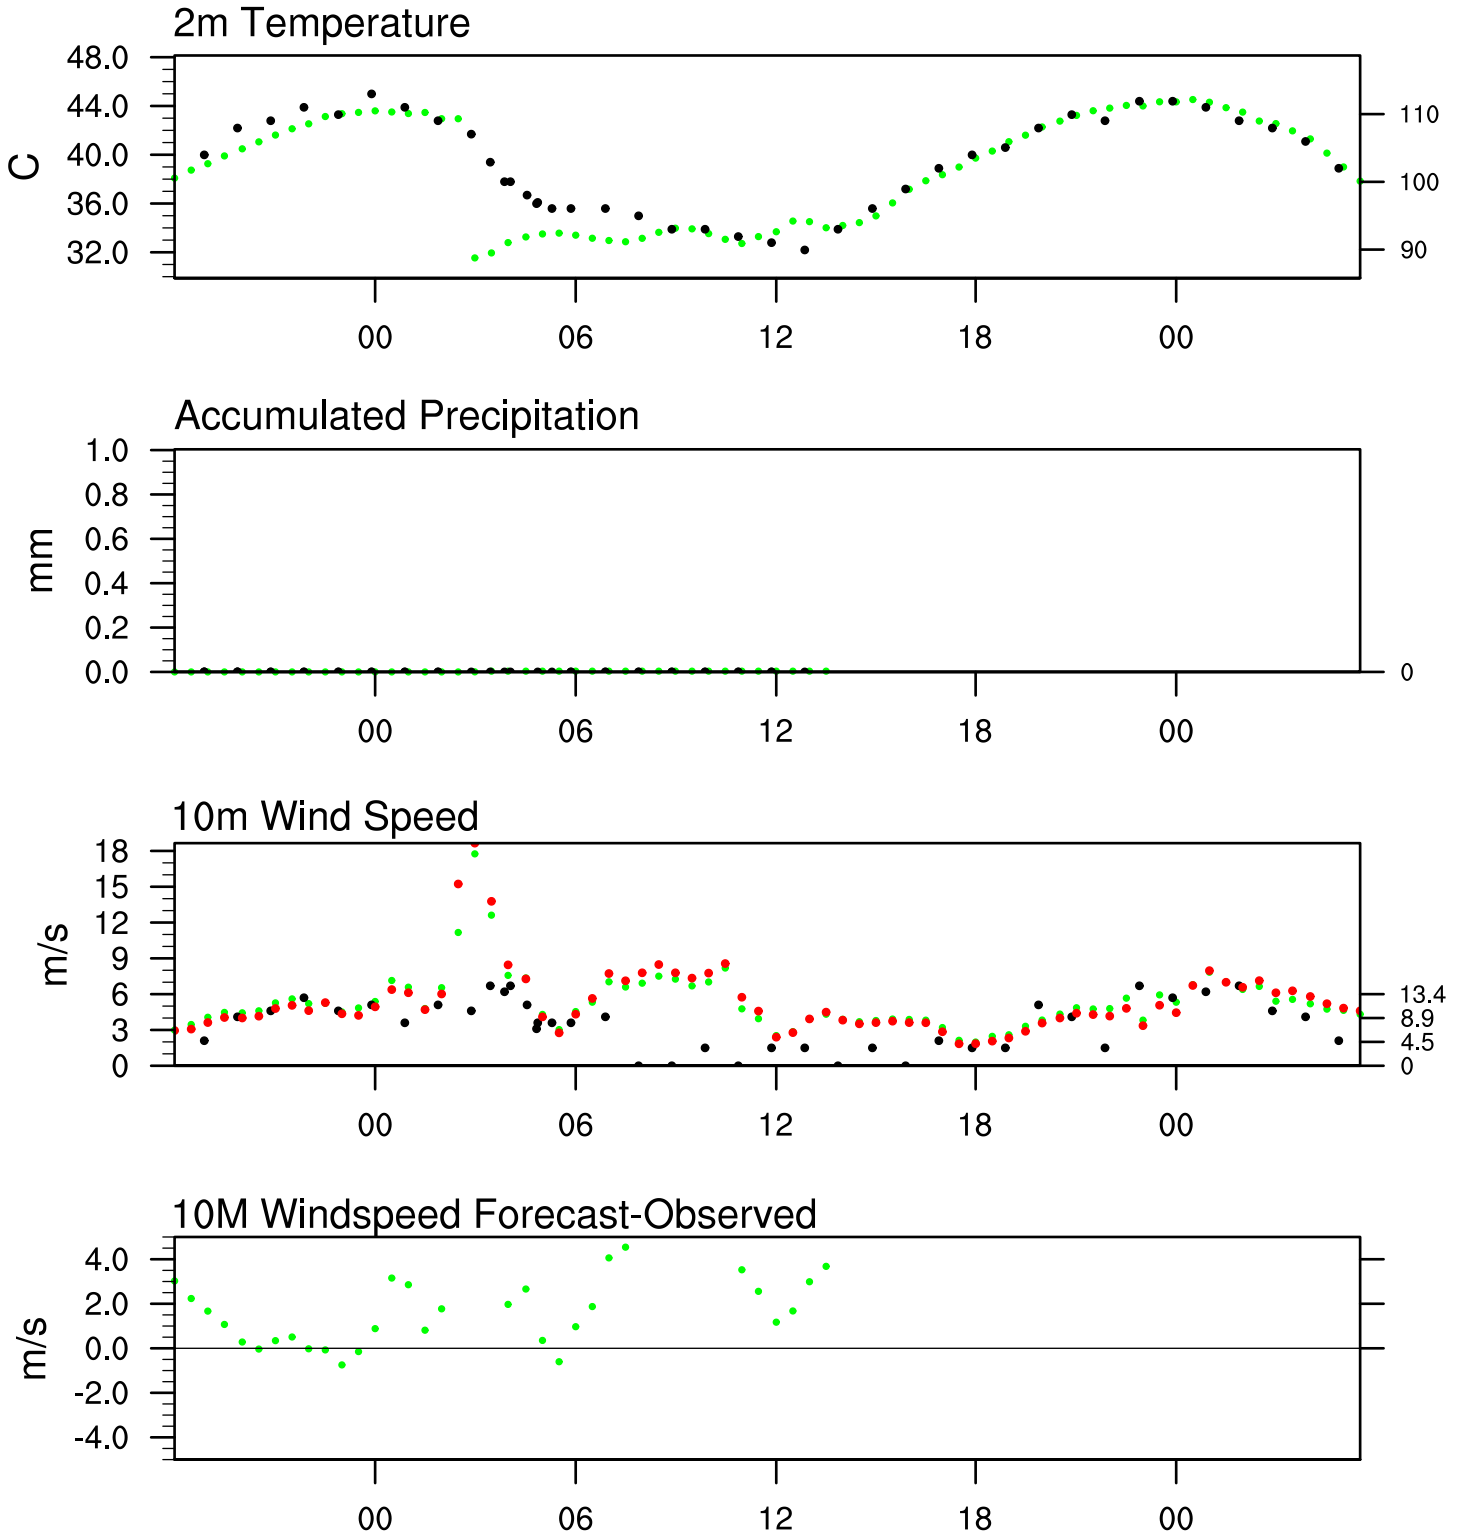 2m Temperature
48.0
44.0
40.0
36.0
32.0
C
110
100
90
00 06 12 18 00
Accumulated Precipitation
1.0
0.8
0.6
0.4
0.2
0.0
mm
0
00 06 12 18 00
10m Wind Speed
18
15
12
9
6
3
0
m/s
13.4
8.9
4.5
0
00 06 12 18 00
10M Windspeed Forecast-Observed
4.0
2.0
0.0
-2.0
-4.0
m/s
00 06 12 18 00